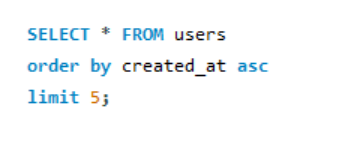 SELECT * FROM users
order by created_at asc
limit 5;